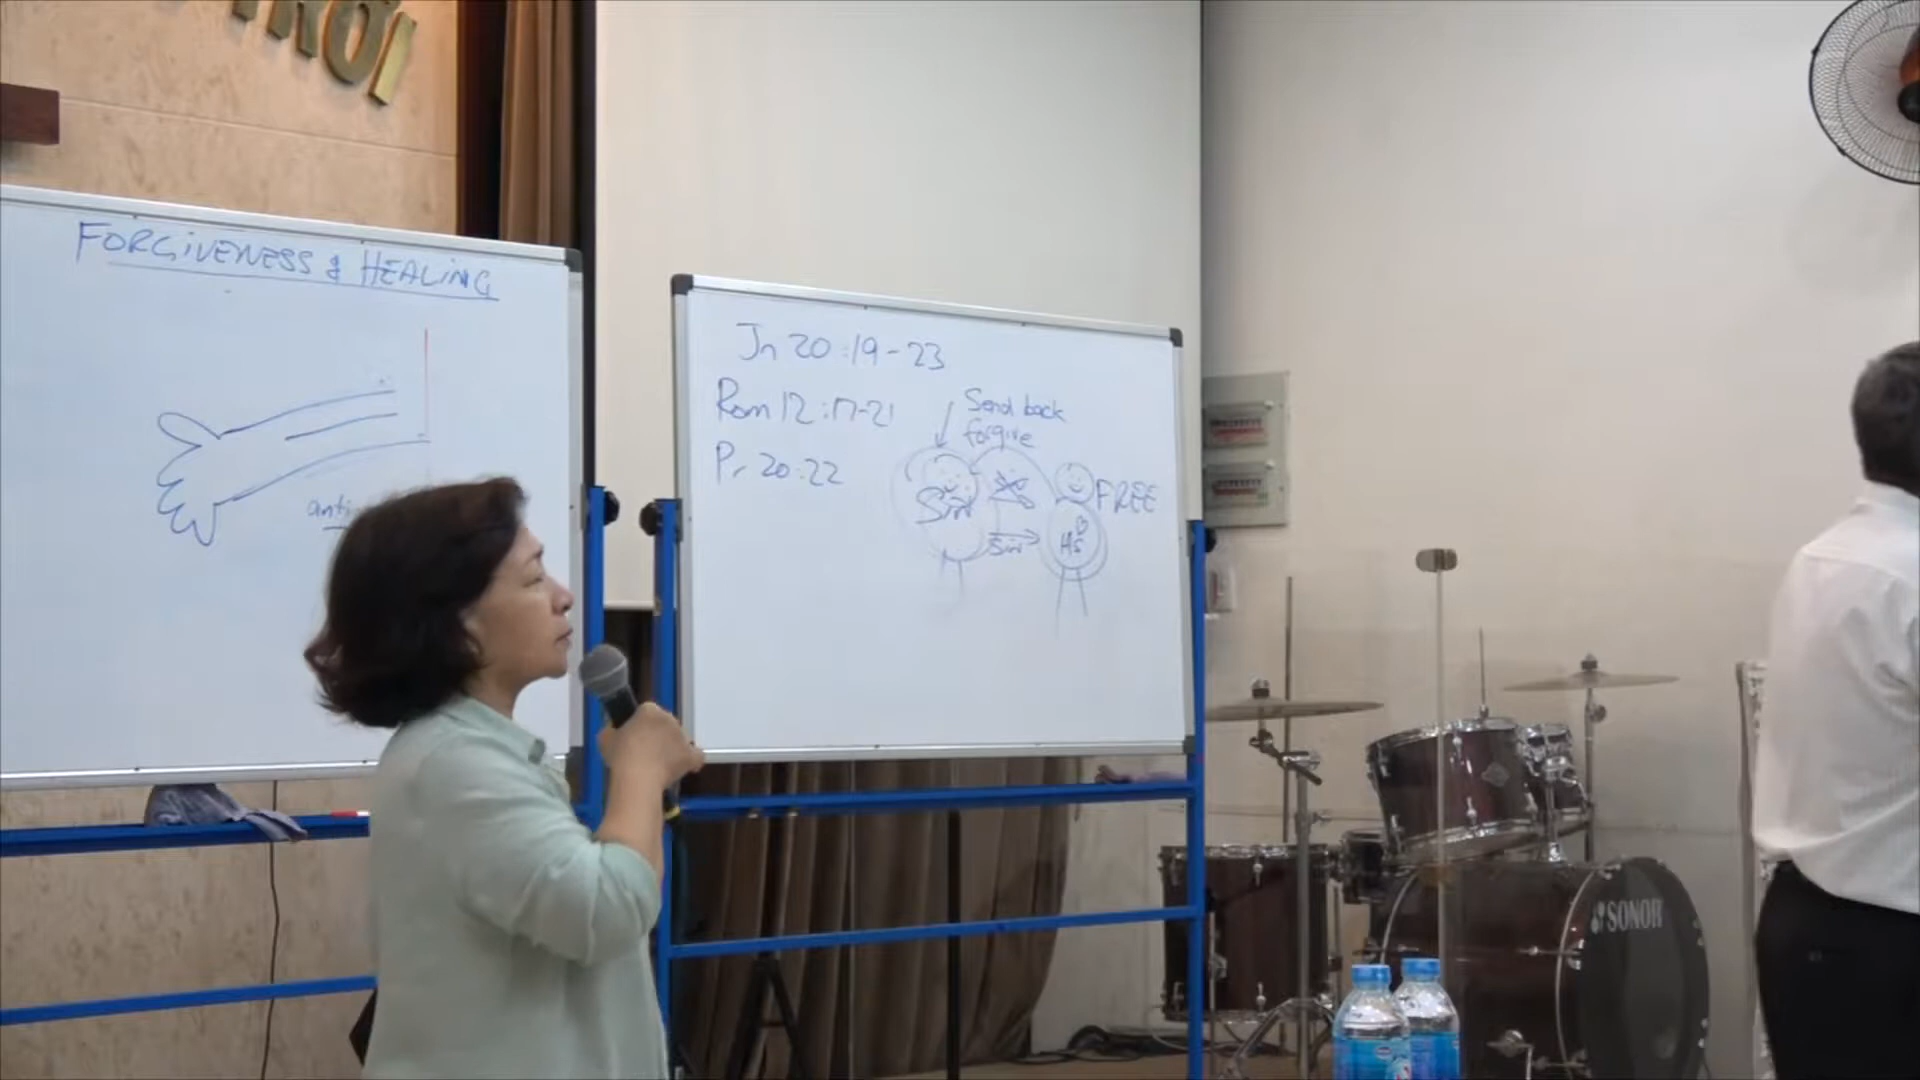 TRỜI
FORGIVENESS & HEALING
Jn 20:19-23
Rom 12:17-21
Pr 20:22
Send back
forgive
Sin
FREE
Sin
HS
SONOR